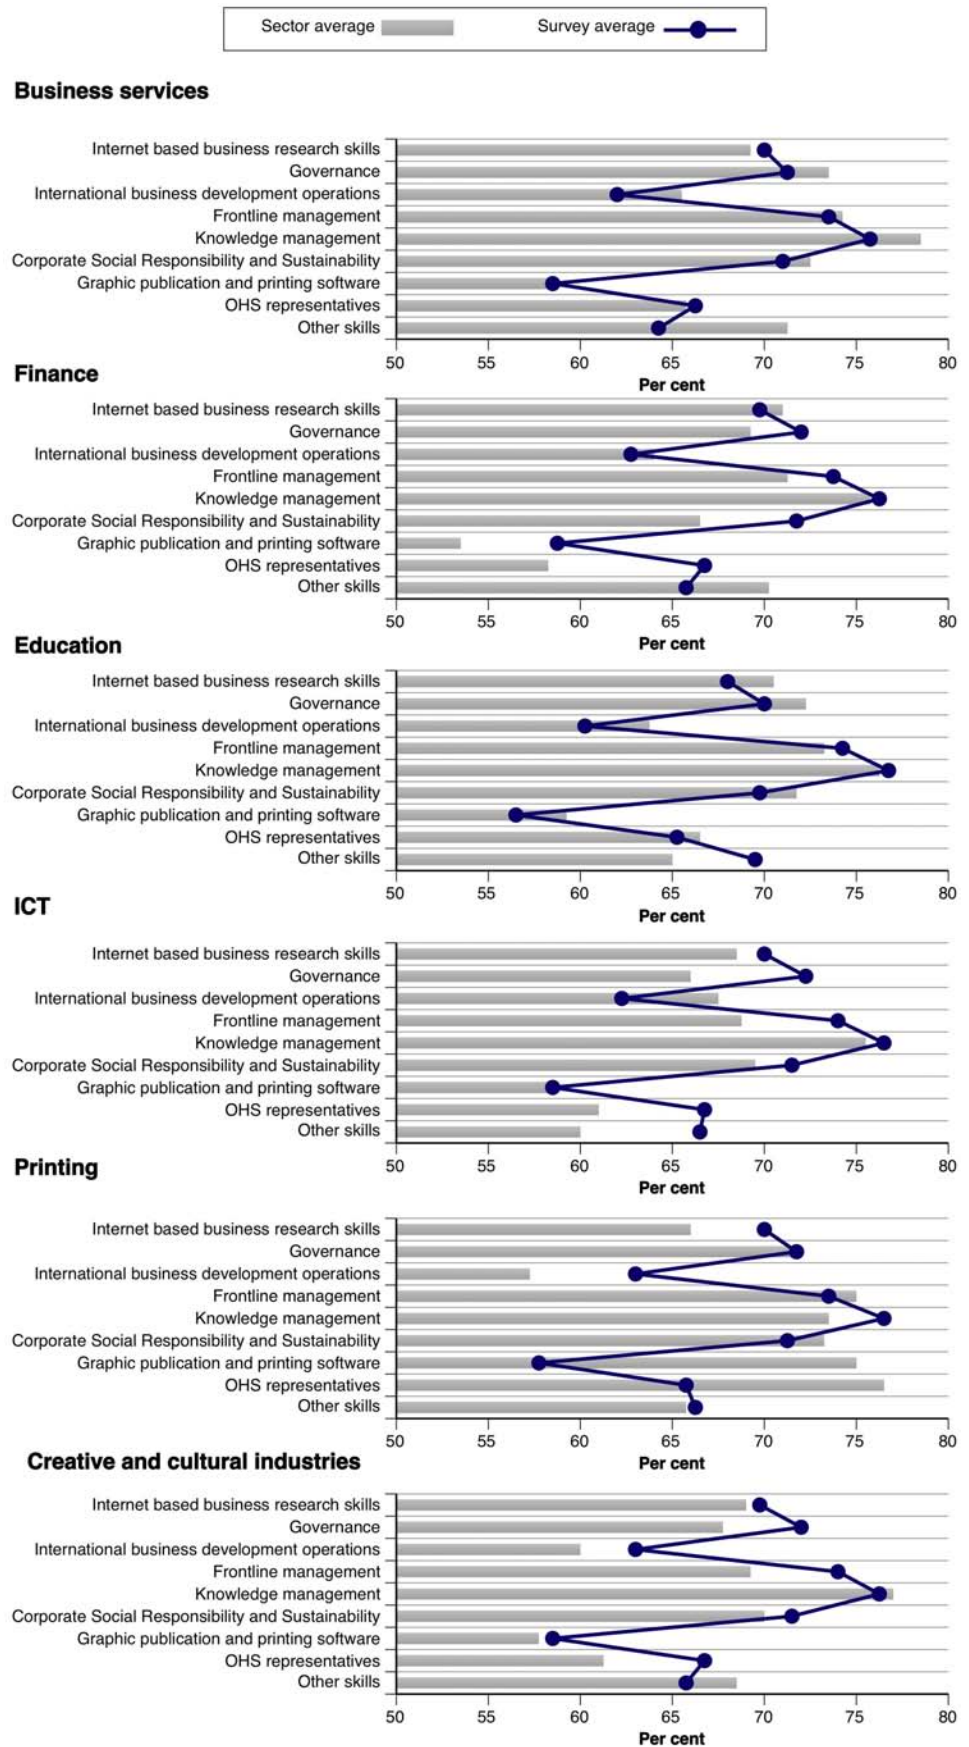 Sector average Survey average
Business services
Internet based business research skills
Governance
International business development operations
Frontline management
Knowledge management
Corporate Social Responsibility and Sustainability
Graphic publication and printing software
OHS representatives
Other skills
50 55 60 65 70 75 80
Per cent
Finance
Internet based business research skills
Governance
International business development operations
Frontline management
Knowledge management
Corporate Social Responsibility and Sustainability
Graphic publication and printing software
OHS representatives
Other skills
50 55 60 65 70 75 80
Per cent
Education
Internet based business research skills
Governance
International business development operations
Frontline management
Knowledge management
Corporate Social Responsibility and Sustainability
Graphic publication and printing software
OHS representatives
Other skills
50 55 60 65 70 75 80
Per cent
ICT
Internet based business research skills
Governance
International business development operations
Frontline management
Knowledge management
Corporate Social Responsibility and Sustainability
Graphic publication and printing software
OHS representatives
Other skills
50 55 60 65 70 75 80
Per cent
Printing
Internet based business research skills
Governance
International business development operations
Frontline management
Knowledge management
Corporate Social Responsibility and Sustainability
Graphic publication and printing software
OHS representatives
Other skills
50 55 60 65 70 75 80
Per cent
Creative and cultural industries
Internet based business research skills
Governance
International business development operations
Frontline management
Knowledge management
Corporate Social Responsibility and Sustainability
Graphic publication and printing software
OHS representatives
Other skills
50 55 60 65 70 75 80
Per cent